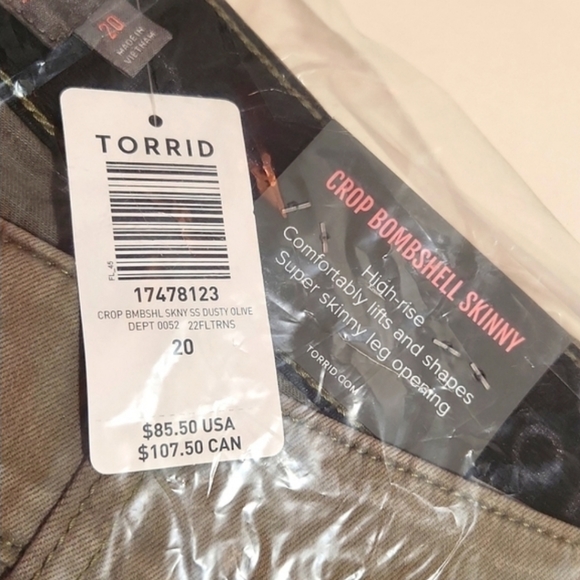 20
MADE IN
VIETNAM
TORRID
FL_45
17478123
CROP BMBSHL SKNY SS DUSTY OLIVE
DEPT 0052 22FLTRNS
20
$85.50 USA
$107.50 CAN
CROP BOMBSHELL SKINNY
High-rise
Comfortably lifts and shapes
Super skinny leg opening
TORRID.COM